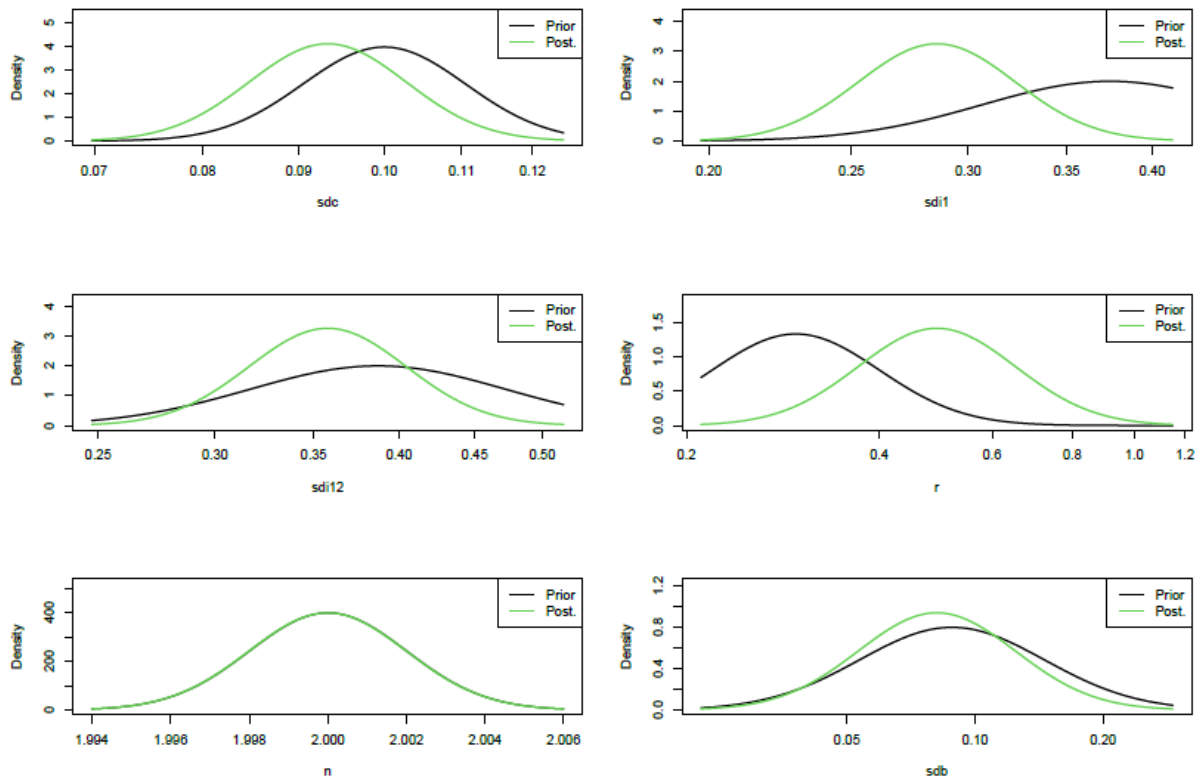 Prior
Post.
Density
5
4
3
2
1
0
0.07 0.08 0.09 0.10 0.11 0.12
sdc
Prior
Post.
Density
4
3
2
1
0
0.20 0.25 0.30 0.35 0.40
sdi1
Prior
Post.
Density
4
3
2
1
0
0.25 0.30 0.35 0.40 0.45 0.50
sdi12
Prior
Post.
Density
1.5
1.0
0.5
0.0
0.2 0.4 0.6 0.8 1.0 1.2
r
Prior
Post.
Density
400
200
0
1.994 1.996 1.998 2.000 2.002 2.004 2.006
n
Prior
Post.
Density
1.2
0.8
0.4
0.0
0.05 0.10 0.20
sdb